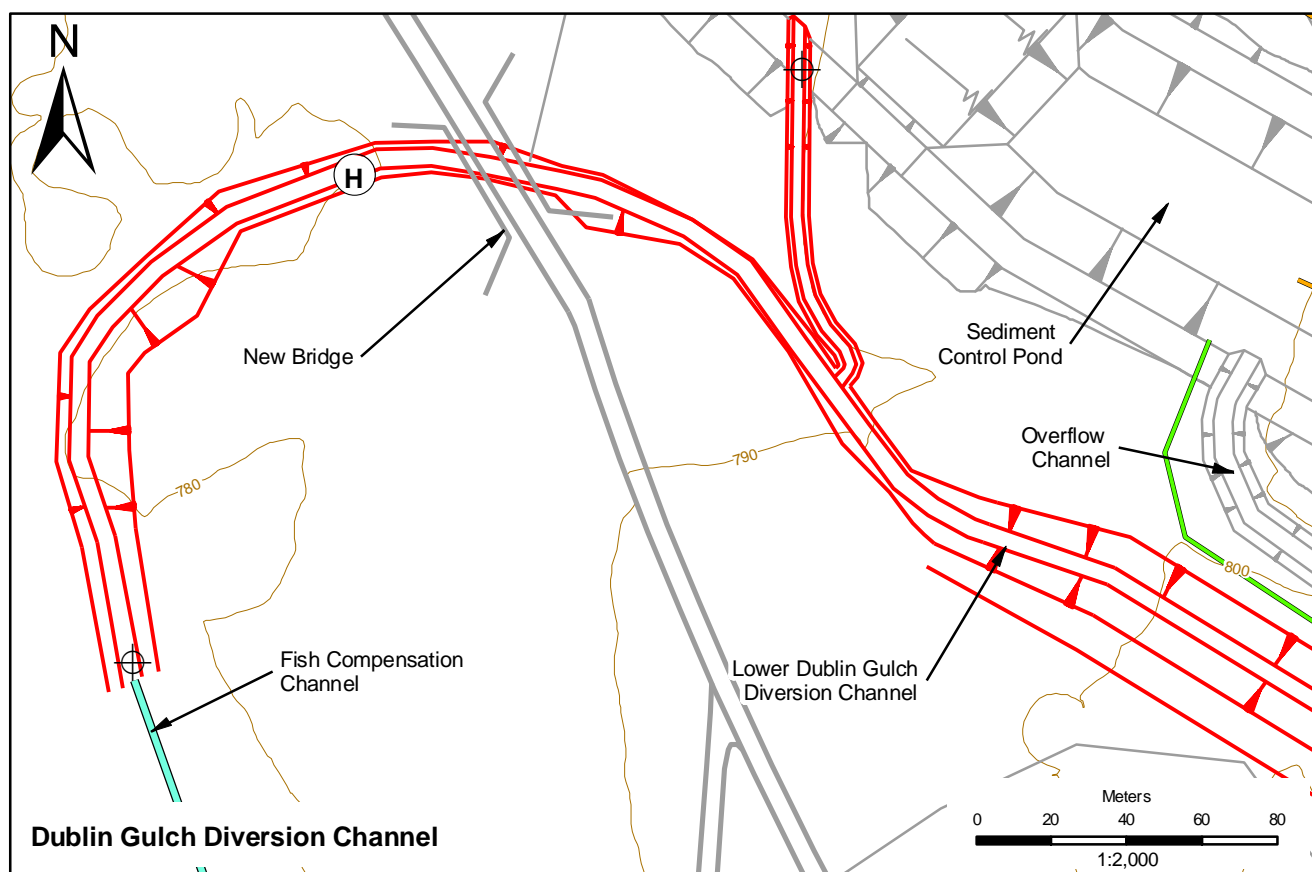 N
H
New Bridge
Sediment
Control Pond
Overflow
Channel
790
780
800
Fish Compensation
Channel
Lower Dublin Gulch
Diversion Channel
Meters
0 20 40 60 80
1:2,000
Dublin Gulch Diversion Channel